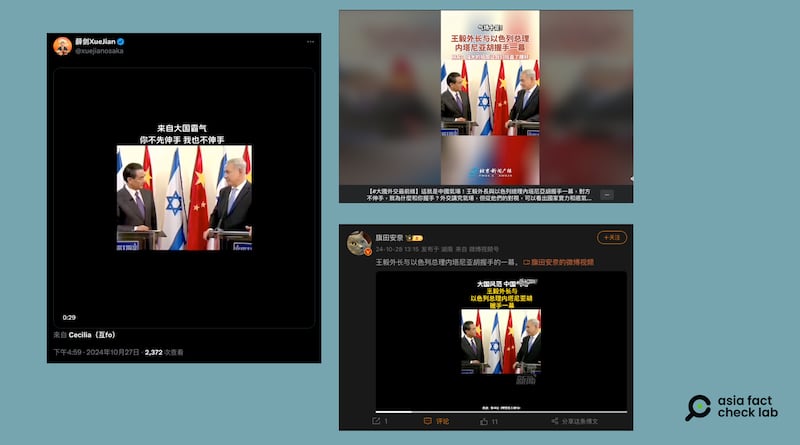 薛剑XueJian
@xuejianosaka
来自大国霸气
你不先伸手 我也不伸手
0:29
来自 Cecilia（互fo）
下午4:59 · 2024年10月27日 · 2,372 次查看
气场十足！
王毅外长与以色列总理
内塔尼亚胡握手一幕
【#大國外交最前線】這就是中國氣場！王毅外長與以色列總理內塔尼亞胡握手一幕，對方
不伸手，我為什麼和你握手？外交講究氣場，但從他們的對視，可以看出國家實力和底氣...
旗田安奈
+关注
24-10-28 13:15 发布于 湖南 来自 微博视频号
王毅外长与以色列总理内塔尼亚胡握手的一幕。 旗田安奈的微博视频
大国风范 中国
王毅外长与
以色列总理内塔尼亚胡
握手一幕
1
评论
11
分享这条博文
asia fact
check lab